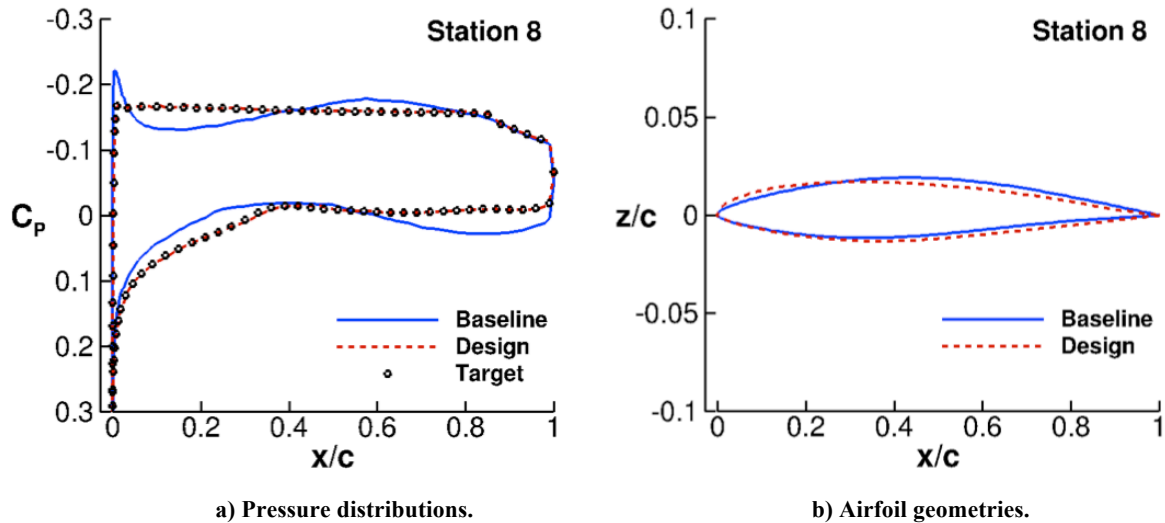 Station 8
-0.3
-0.2
-0.1
0
0.1
0.2
0.3
C_P
0 0.2 0.4 0.6 0.8 1
x/c
Baseline
Design
Target
a) Pressure distributions.
Station 8
0.1
0.05
0
-0.05
-0.1
z/c
0 0.2 0.4 0.6 0.8 1
x/c
Baseline
Design
b) Airfoil geometries.